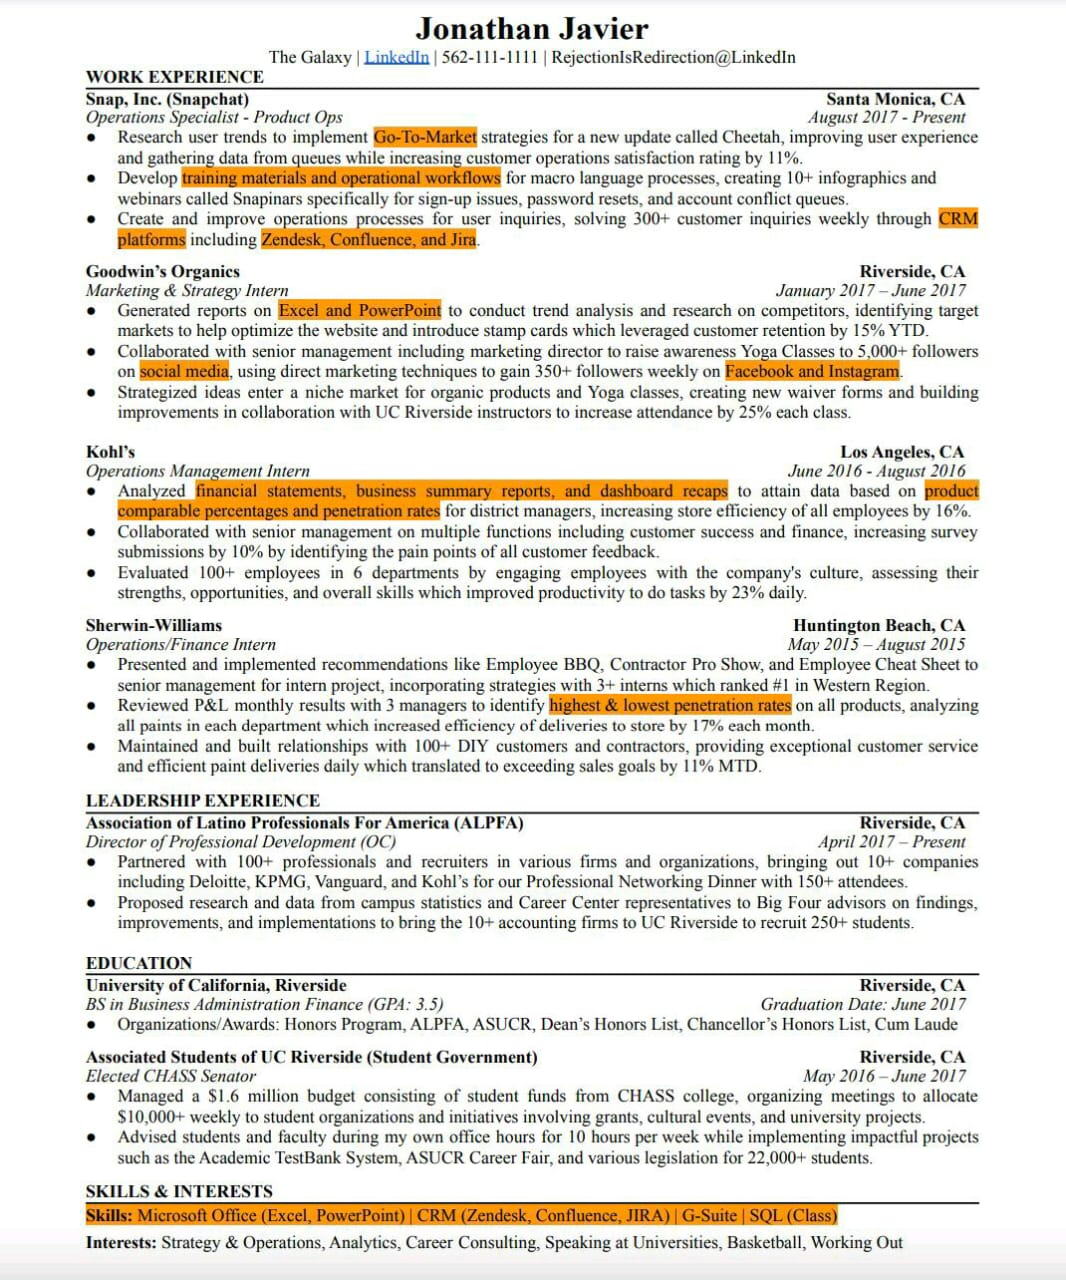 Jonathan Javier
The Galaxy | LinkedIn | 562-111-1111 | RejectionIsRedirection@LinkedIn
WORK EXPERIENCE
Snap, Inc. (Snapchat) Santa Monica, CA
Operations Specialist - Product Ops August 2017 - Present
● Research user trends to implement Go-To-Market strategies for a new update called Cheetah, improving user experience
and gathering data from queues while increasing customer operations satisfaction rating by 11%.
● Develop training materials and operational workflows for macro language processes, creating 10+ infographics and
webinars called Snapinars specifically for sign-up issues, password resets, and account conflict queues.
● Create and improve operations processes for user inquiries, solving 300+ customer inquiries weekly through CRM
platforms including Zendesk, Confluence, and Jira.
Goodwin's Organics Riverside, CA
Marketing & Strategy Intern January 2017 – June 2017
● Generated reports on Excel and PowerPoint to conduct trend analysis and research on competitors, identifying target
markets to help optimize the website and introduce stamp cards which leveraged customer retention by 15% YTD.
● Collaborated with senior management including marketing director to raise awareness Yoga Classes to 5,000+ followers
on social media, using direct marketing techniques to gain 350+ followers weekly on Facebook and Instagram.
● Strategized ideas enter a niche market for organic products and Yoga classes, creating new waiver forms and building
improvements in collaboration with UC Riverside instructors to increase attendance by 25% each class.
Kohl's Los Angeles, CA
Operations Management Intern June 2016 - August 2016
● Analyzed financial statements, business summary reports, and dashboard recaps to attain data based on product
comparable percentages and penetration rates for district managers, increasing store efficiency of all employees by 16%.
● Collaborated with senior management on multiple functions including customer success and finance, increasing survey
submissions by 10% by identifying the pain points of all customer feedback.
● Evaluated 100+ employees in 6 departments by engaging employees with the company's culture, assessing their
strengths, opportunities, and overall skills which improved productivity to do tasks by 23% daily.
Sherwin-Williams Huntington Beach, CA
Operations/Finance Intern May 2015 – August 2015
● Presented and implemented recommendations like Employee BBQ, Contractor Pro Show, and Employee Cheat Sheet to
senior management for intern project, incorporating strategies with 3+ interns which ranked #1 in Western Region.
● Reviewed P&L monthly results with 3 managers to identify highest & lowest penetration rates on all products, analyzing
all paints in each department which increased efficiency of deliveries to store by 17% each month.
● Maintained and built relationships with 100+ DIY customers and contractors, providing exceptional customer service
and efficient paint deliveries daily which translated to exceeding sales goals by 11% MTD.
LEADERSHIP EXPERIENCE
Association of Latino Professionals For America (ALPFA) Riverside, CA
Director of Professional Development (OC) April 2017 – Present
● Partnered with 100+ professionals and recruiters in various firms and organizations, bringing out 10+ companies
including Deloitte, KPMG, Vanguard, and Kohl's for our Professional Networking Dinner with 150+ attendees.
● Proposed research and data from campus statistics and Career Center representatives to Big Four advisors on findings,
improvements, and implementations to bring the 10+ accounting firms to UC Riverside to recruit 250+ students.
EDUCATION
University of California, Riverside Riverside, CA
BS in Business Administration Finance (GPA: 3.5) Graduation Date: June 2017
● Organizations/Awards: Honors Program, ALPFA, ASUCR, Dean's Honors List, Chancellor's Honors List, Cum Laude
Associated Students of UC Riverside (Student Government) Riverside, CA
Elected CHASS Senator May 2016 – June 2017
● Managed a $1.6 million budget consisting of student funds from CHASS college, organizing meetings to allocate
$10,000+ weekly to student organizations and initiatives involving grants, cultural events, and university projects.
● Advised students and faculty during my own office hours for 10 hours per week while implementing impactful projects
such as the Academic TestBank System, ASUCR Career Fair, and various legislation for 22,000+ students.
SKILLS & INTERESTS
Skills: Microsoft Office (Excel, PowerPoint) | CRM (Zendesk, Confluence, JIRA) | G-Suite | SQL (Class)
Interests: Strategy & Operations, Analytics, Career Consulting, Speaking at Universities, Basketball, Working Out